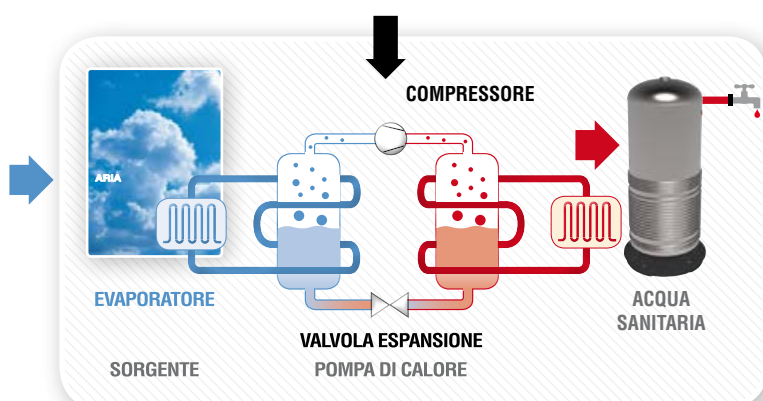 COMPRESSORE
ARIA
EVAPORATORE
ACQUA
SANITARIA
VALVOLA ESPANSIONE
SORGENTE
POMPA DI CALORE